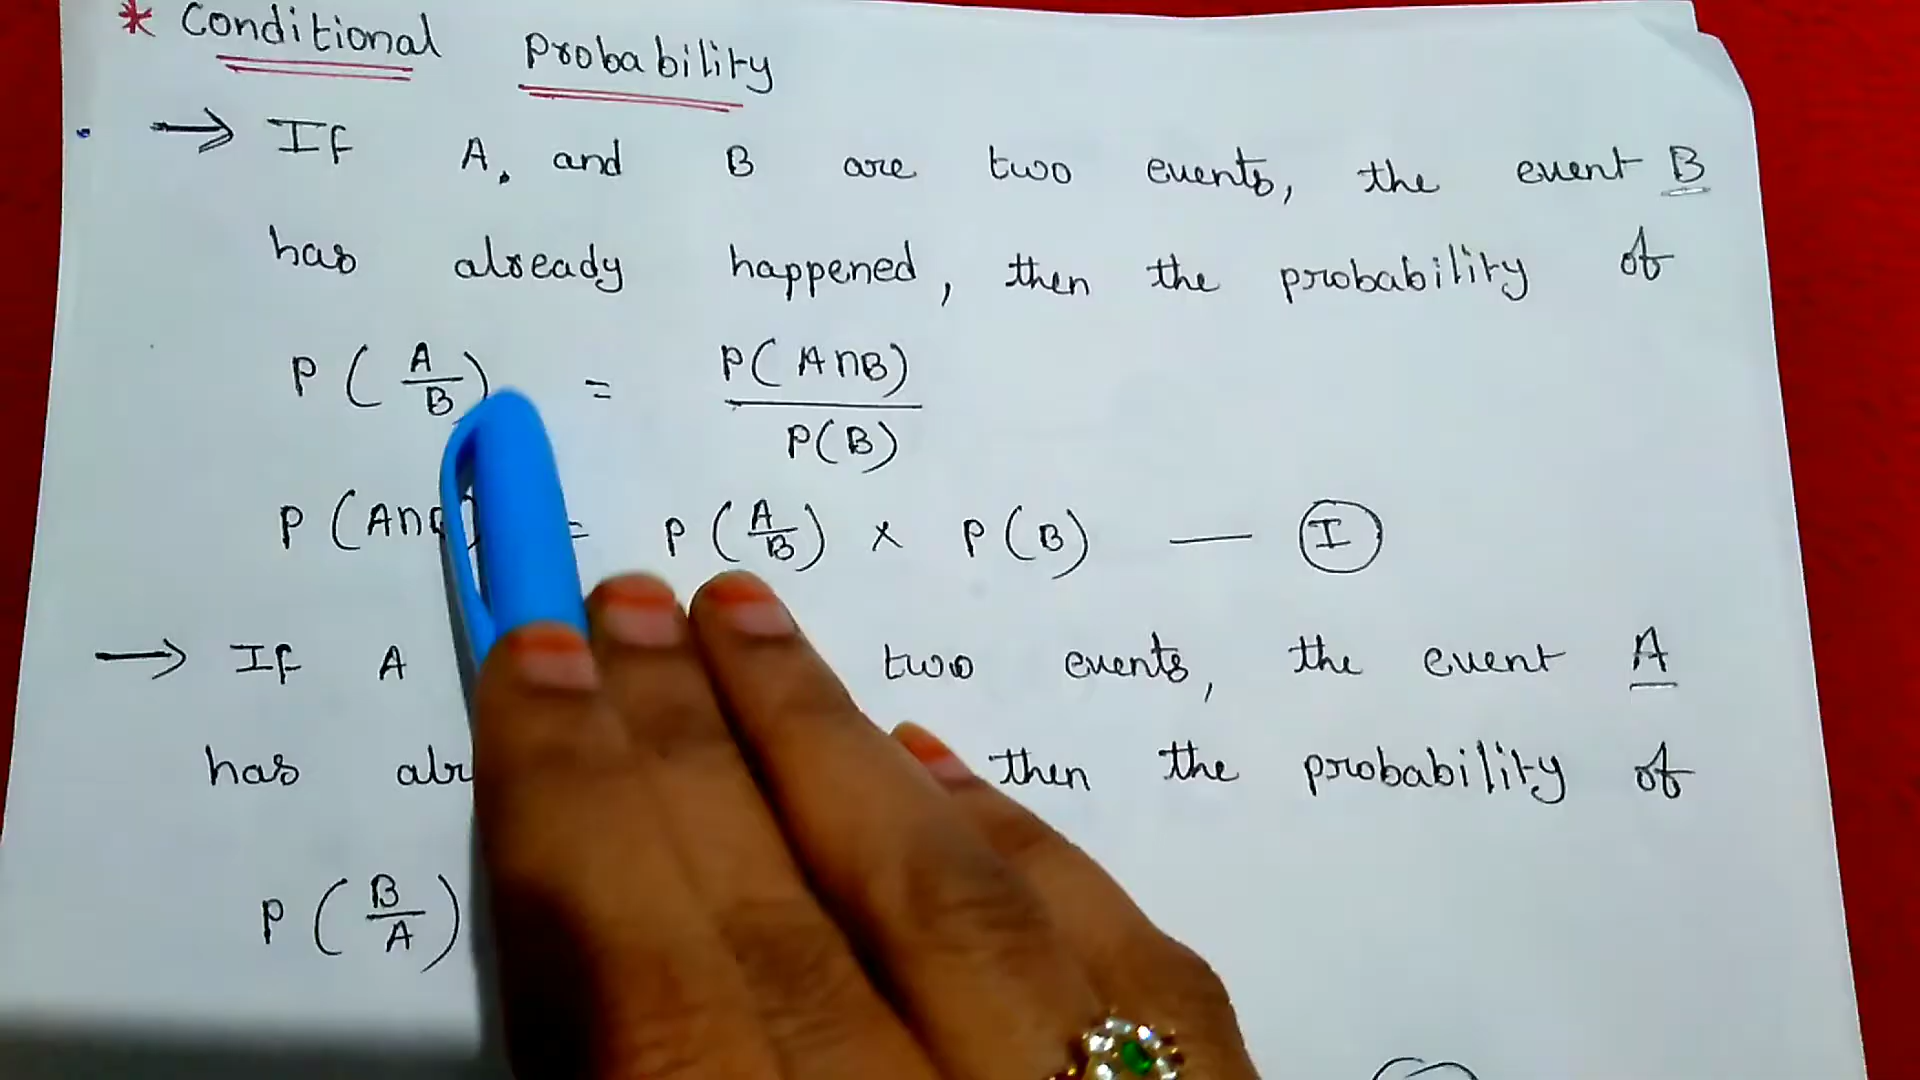 * Conditional Probability
→ If A, and B are two events, the event B
has already happened, then the probability of
P(A/B) = P(A∩B)/P(B)
P(A∩ = P(A/B) × P(B) — I
→ If A two events, the event A
has then the probability of
P(B/A)